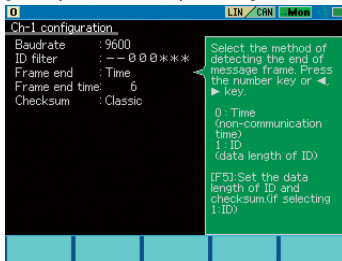 0 LIN/CAN Mon
Ch-1 configuration
Baudrate :9600
ID filter :--000***
Frame end :Time
Frame end time: 6
Checksum :Classic
Select the method of
detecting the end of
message frame. Press
the number key or ◄,
► key.
0 : Time
(non-communication
time)
1 : ID
(data length of ID)
[F5]:Set the data
length of ID and
checksum.(if selecting
1:ID)